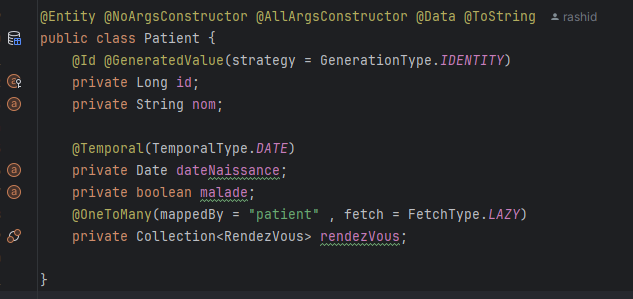 @Entity @NoArgsConstructor @AllArgsConstructor @Data @ToString rashid
public class Patient {
@Id @GeneratedValue(strategy = GenerationType.IDENTITY)
private Long id;
private String nom;
@Temporal(TemporalType.DATE)
private Date dateNaissance;
private boolean malade;
@OneToMany(mappedBy = "patient" , fetch = FetchType.LAZY)
private Collection<RendezVous> rendezVous;
}